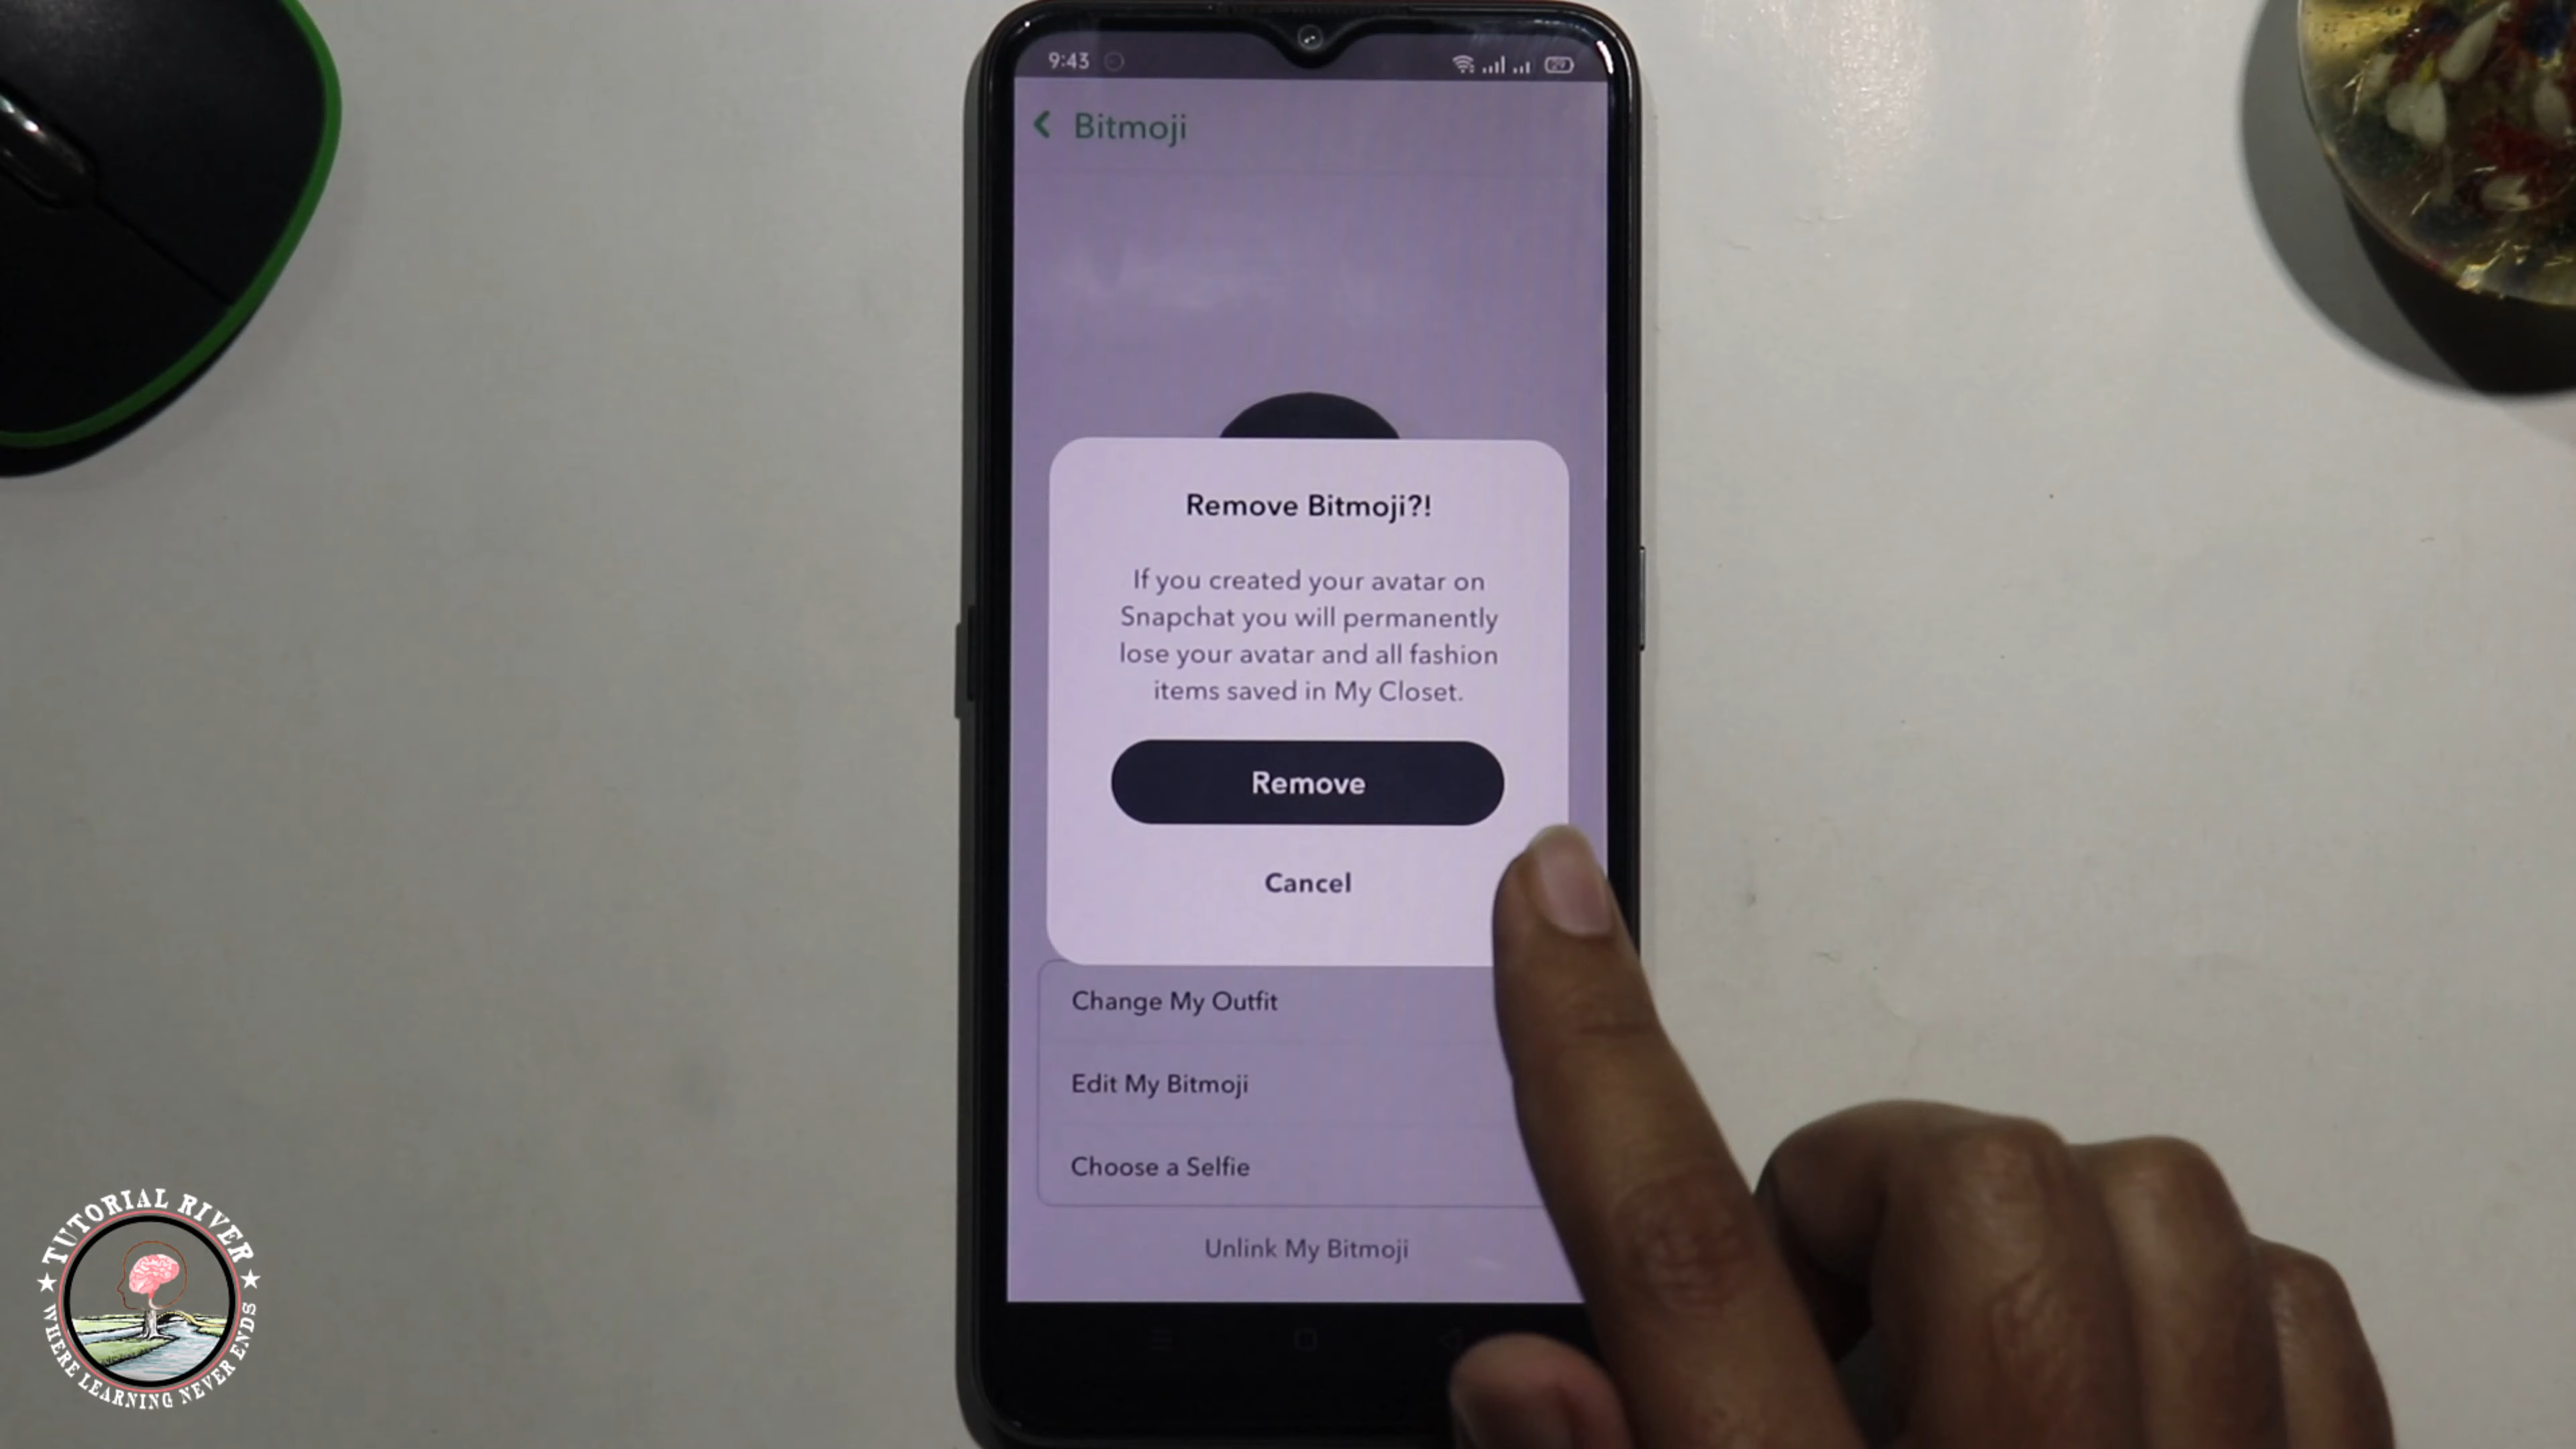 9:43
29
Bitmoji
Remove Bitmoji?!
If you created your avatar on
Snapchat you will permanently
lose your avatar and all fashion
items saved in My Closet.
Remove
Cancel
Change My Outfit
Edit My Bitmoji
Choose a Selfie
Unlink My Bitmoji
TUTORIAL RIVER
WHERE LEARNING NEVER ENDS